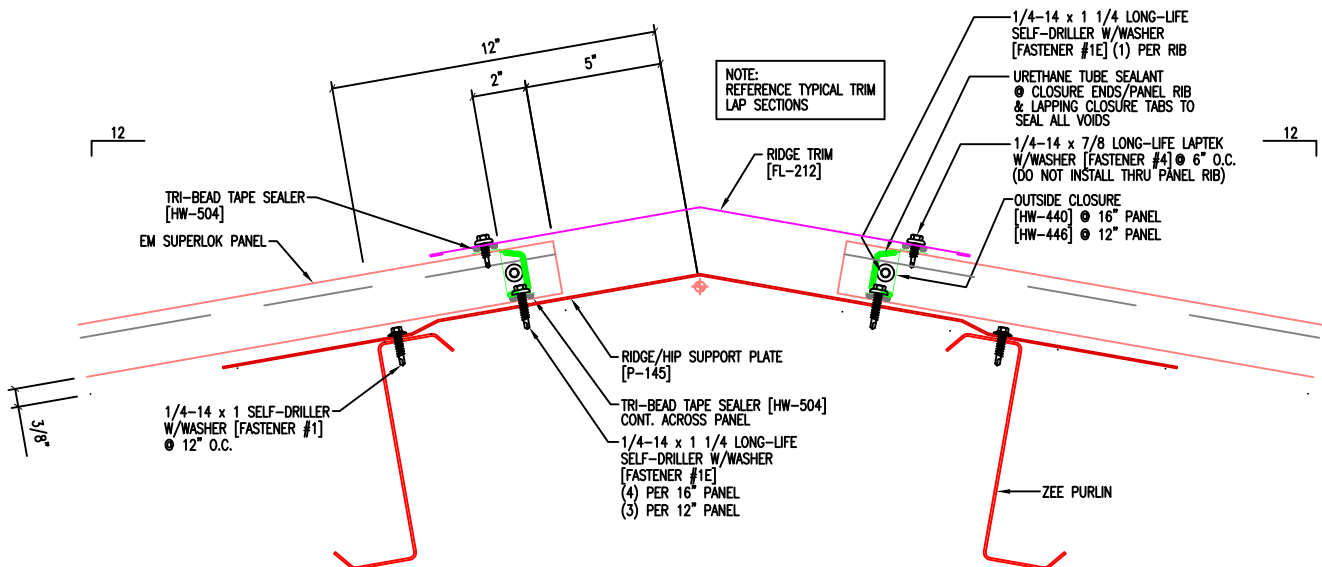 12"
2"
5"
NOTE:
REFERENCE TYPICAL TRIM
LAP SECTIONS
1/4-14 x 1 1/4 LONG-LIFE
SELF-DRILLER W/WASHER
[FASTENER #1E] (1) PER RIB
URETHANE TUBE SEALANT
@ CLOSURE ENDS/PANEL RIB
& LAPPING CLOSURE TABS TO
SEAL ALL VOIDS
12
12
1/4-14 x 7/8 LONG-LIFE LAPTEK
W/WASHER [FASTENER #4] @ 6" O.C.
(DO NOT INSTALL THRU PANEL RIB)
RIDGE TRIM
[FL-212]
TRI-BEAD TAPE SEALER
[HW-504]
OUTSIDE CLOSURE
[HW-440] @ 16" PANEL
[HW-446] @ 12" PANEL
EM SUPERLOK PANEL
RIDGE/HIP SUPPORT PLATE
[P-145]
3/8"
1/4-14 x 1 SELF-DRILLER
W/WASHER [FASTENER #1]
@ 12" O.C.
TRI-BEAD TAPE SEALER [HW-504]
CONT. ACROSS PANEL
1/4-14 x 1 1/4 LONG-LIFE
SELF-DRILLER W/WASHER
[FASTENER #1E]
(4) PER 16" PANEL
(3) PER 12" PANEL
ZEE PURLIN